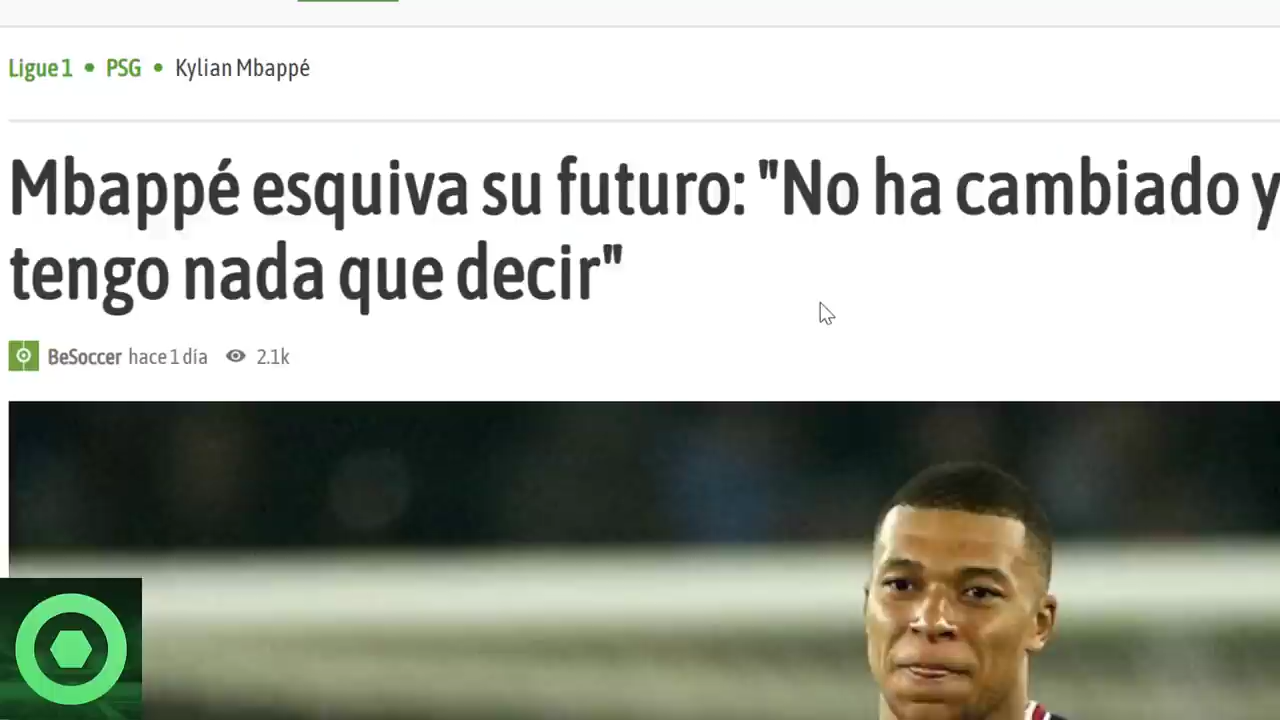 Ligue 1 • PSG • Kylian Mbappé
Mbappé esquiva su futuro: "No ha cambiado y
tengo nada que decir"
BeSoccer hace 1 día 2.1k